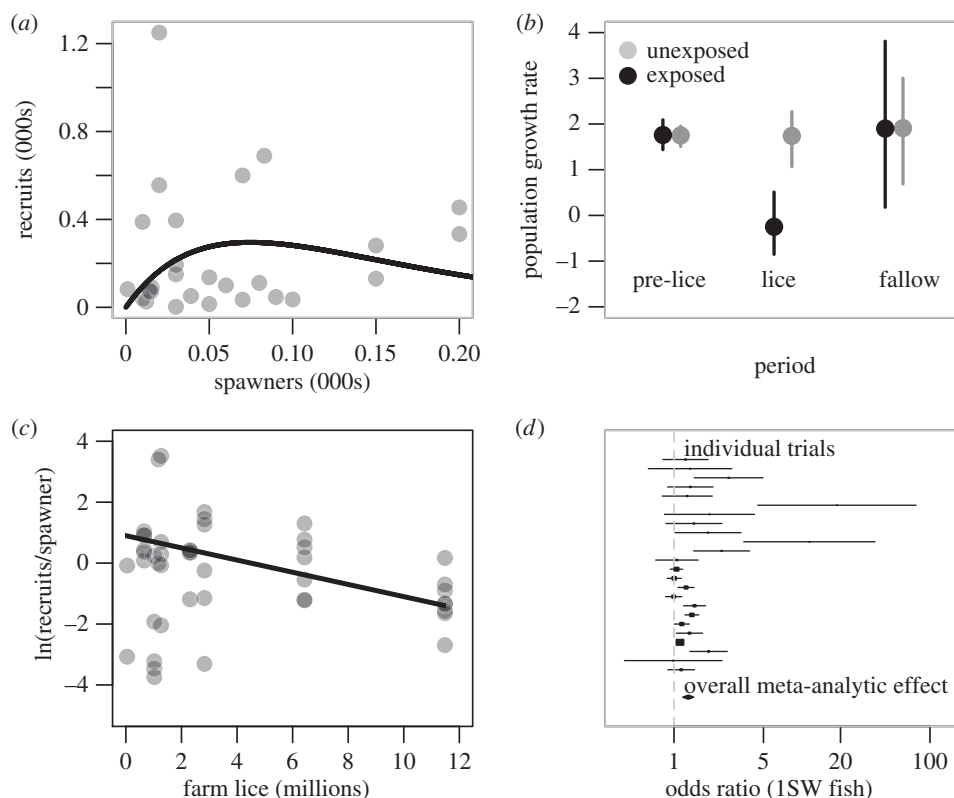 (a)
1.2
0.8
0.4
0
recruits (000s)
0 0.05 0.10 0.15 0.20
spawners (000s)
(b)
4
3
2
1
0
−1
−2
population growth rate
unexposed
exposed
pre-lice lice fallow
period
(c)
4
2
0
−2
−4
ln(recruits/spawner)
0 2 4 6 8 10 12
farm lice (millions)
(d)
individual trials
overall meta-analytic effect
1 5 20 100
odds ratio (1SW fish)